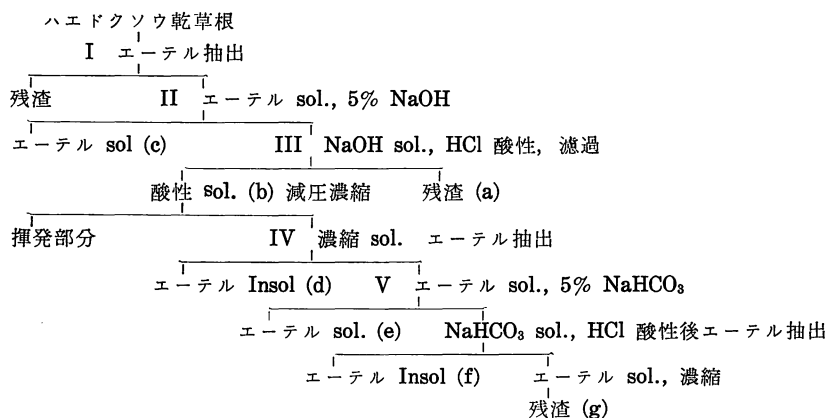 ハエドクソウ乾草根
I エーテル抽出
残渣 II エーテル sol., 5% NaOH
エーテル sol (c) III NaOH sol., HCl 酸性, 濾過
酸性 sol. (b) 減圧濃縮 残渣 (a)
揮発部分 IV 濃縮 sol. エーテル抽出
エーテル Insol (d) V エーテル sol., 5% NaHCO₃
エーテル sol. (e) NaHCO₃ sol., HCl 酸性後エーテル抽出
エーテル Insol (f) エーテル sol., 濃縮
残渣 (g)